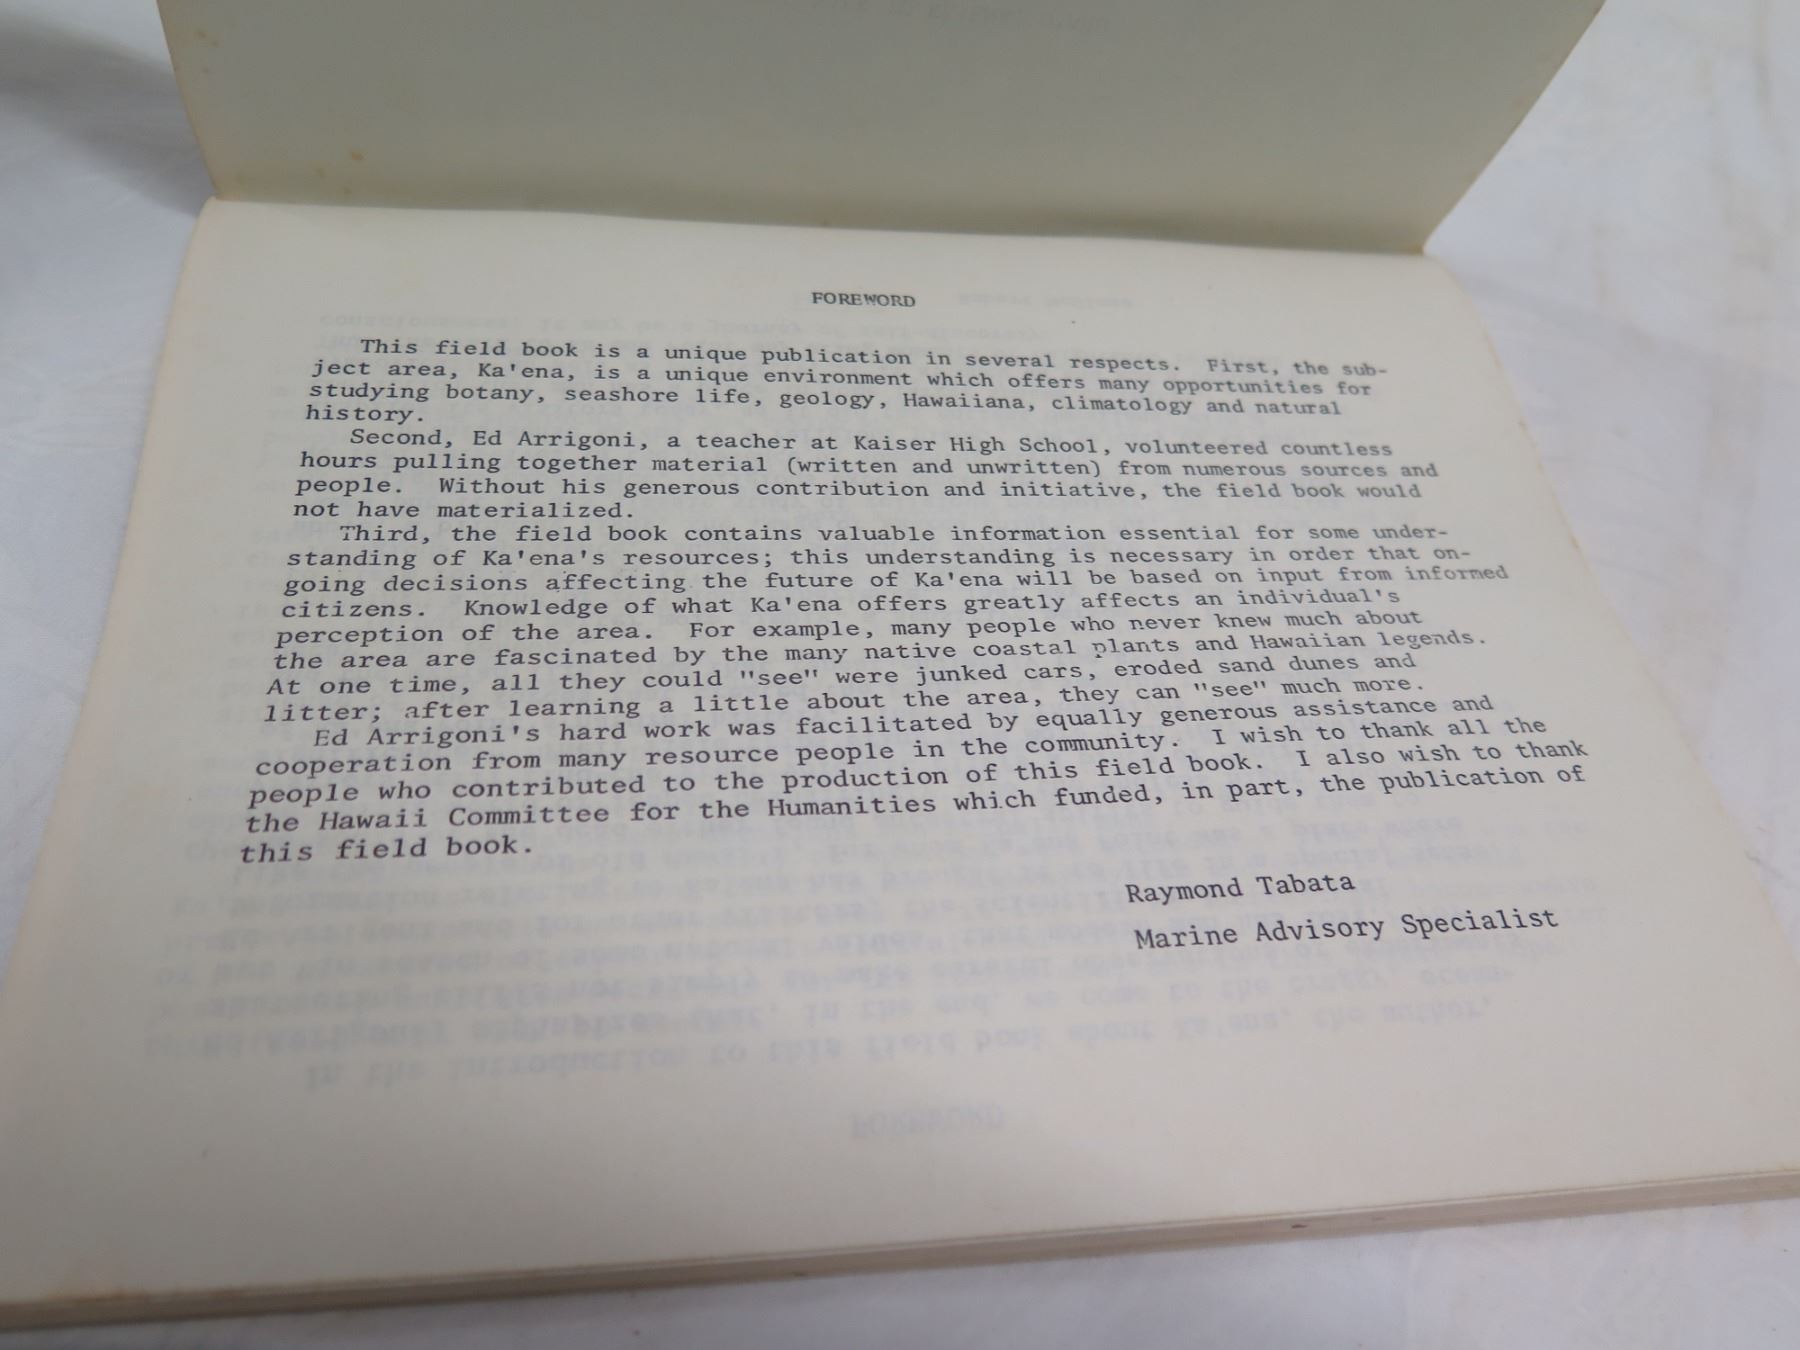 FOREWORD
This field book is a unique publication in several respects. First, the sub-
ject area, Ka'ena, is a unique environment which offers many opportunities for
studying botany, seashore life, geology, Hawaiiana, climatology and natural
history.
Second, Ed Arrigoni, a teacher at Kaiser High School, volunteered countless
hours pulling together material (written and unwritten) from numerous sources and
people. Without his generous contribution and initiative, the field book would
not have materialized.
Third, the field book contains valuable information essential for some under-
standing of Ka'ena's resources; this understanding is necessary in order that on-
going decisions affecting the future of Ka'ena will be based on input from informed
citizens. Knowledge of what Ka'ena offers greatly affects an individual's
perception of the area. For example, many people who never knew much about
the area are fascinated by the many native coastal plants and Hawaiian legends.
At one time, all they could "see" were junked cars, eroded sand dunes and
litter; after learning a little about the area, they can "see" much more.
Ed Arrigoni's hard work was facilitated by equally generous assistance and
cooperation from many resource people in the community. I wish to thank all the
people who contributed to the production of this field book. I also wish to thank
the Hawaii Committee for the Humanities which funded, in part, the publication of
this field book.
Raymond Tabata
Marine Advisory Specialist